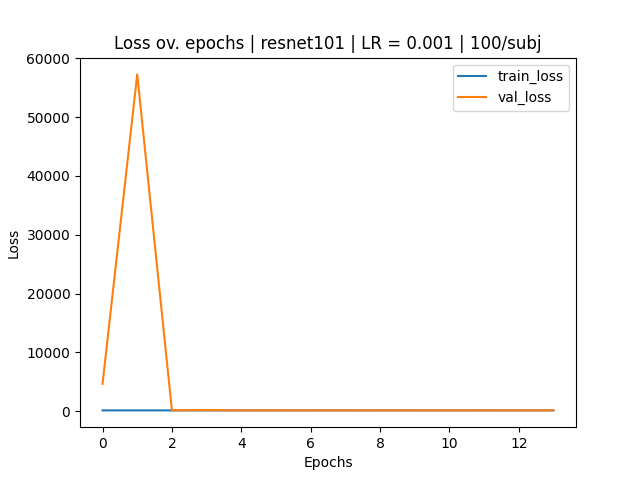 Loss ov. epochs | resnet101 | LR = 0.001 | 100/subj
60000
50000
40000
30000
20000
10000
0
Loss
train_loss
val_loss
0 2 4 6 8 10 12
Epochs